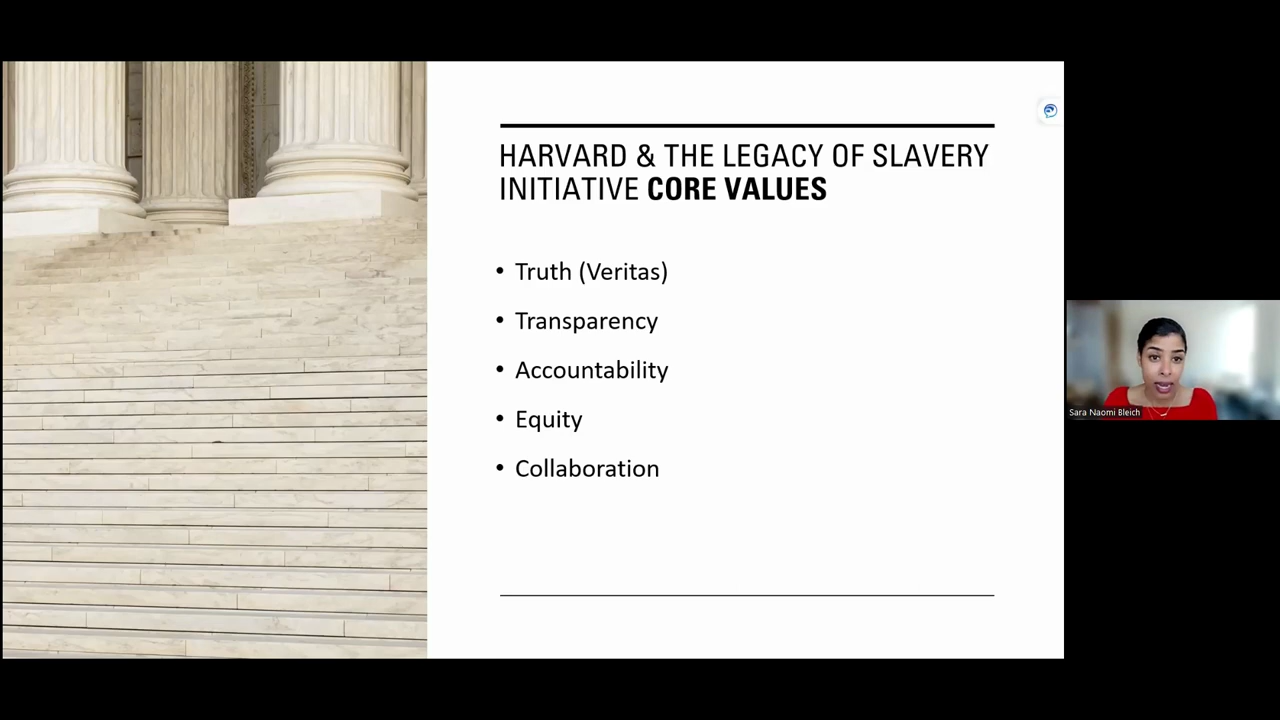 HARVARD & THE LEGACY OF SLAVERY
INITIATIVE CORE VALUES
• Truth (Veritas)
• Transparency
• Accountability
• Equity
• Collaboration
Sara Naomi Bleich